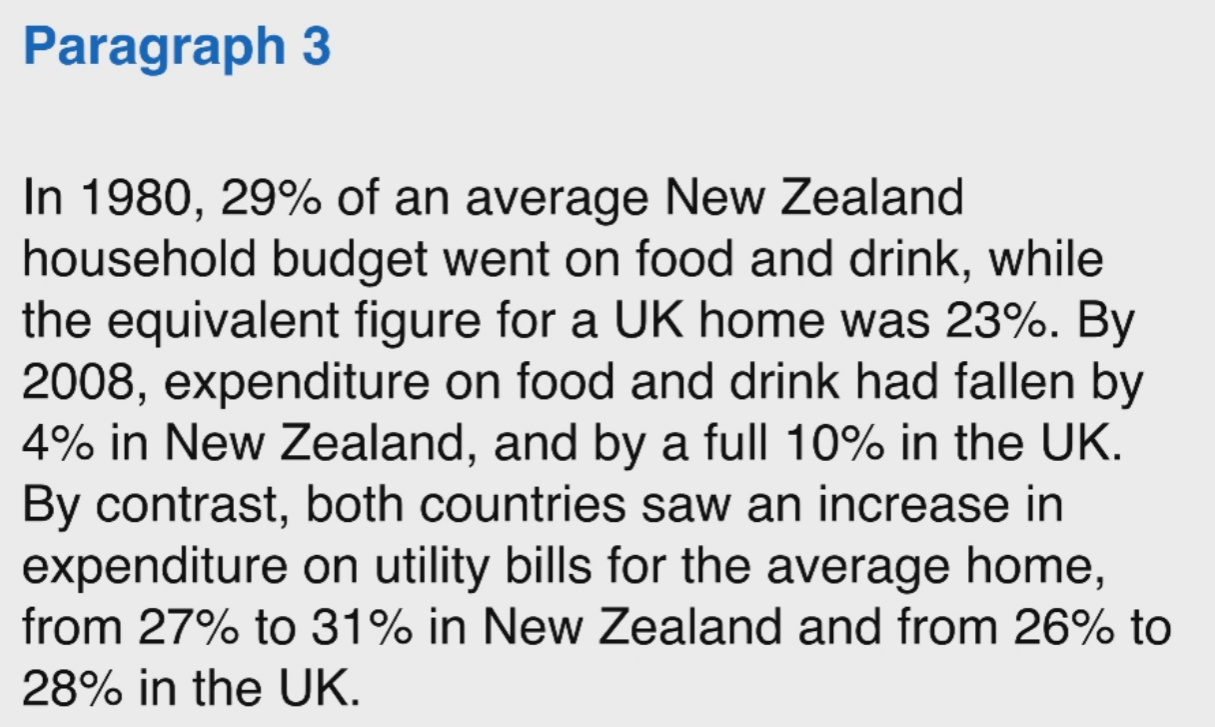 Paragraph 3
In 1980, 29% of an average New Zealand
household budget went on food and drink, while
the equivalent figure for a UK home was 23%. By
2008, expenditure on food and drink had fallen by
4% in New Zealand, and by a full 10% in the UK.
By contrast, both countries saw an increase in
expenditure on utility bills for the average home,
from 27% to 31% in New Zealand and from 26% to
28% in the UK.